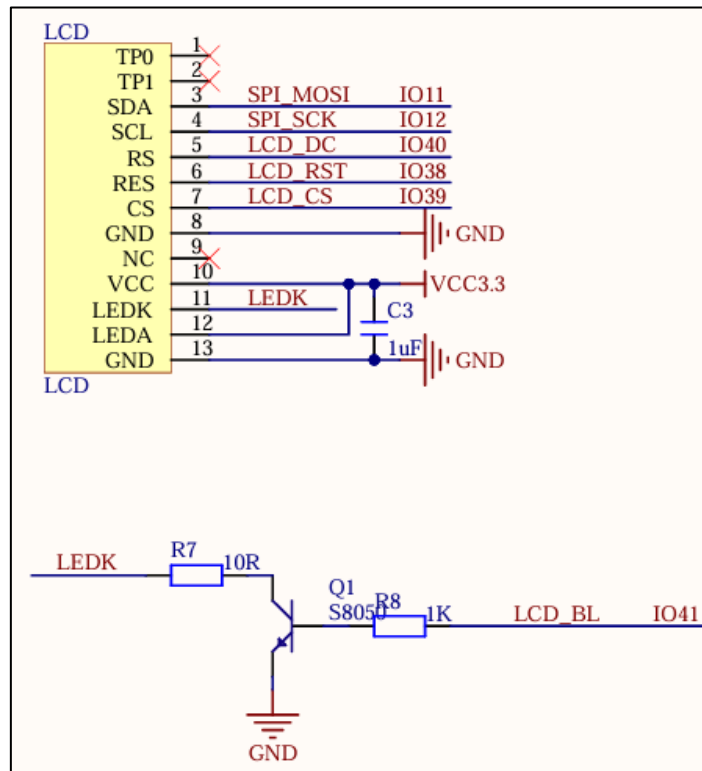 LCD
TP0 1
TP1 2
SDA 3 SPI_MOSI IO11
SCL 4 SPI_SCK IO12
RS 5 LCD_DC IO40
RES 6 LCD_RST IO38
CS 7 LCD_CS IO39
GND 8 GND
NC 9
VCC 10 VCC3.3
LEDK 11 LEDK C3
LEDA 12
GND 13 1uF GND
LCD
LEDK R7 10R
Q1
S8050 R8 1K LCD_BL IO41
GND